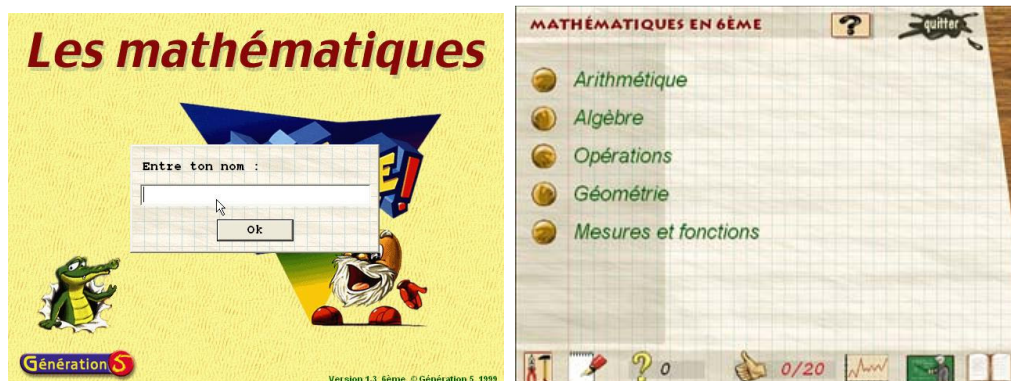 Les mathématiques
Entre ton nom :
Ok
Génération 5
Version 1.3 6ème © Génération 5, 1999
MATHÉMATIQUES EN 6ÈME
?
quitter
Arithmétique
Algèbre
Opérations
Géométrie
Mesures et fonctions
? 0
0/20